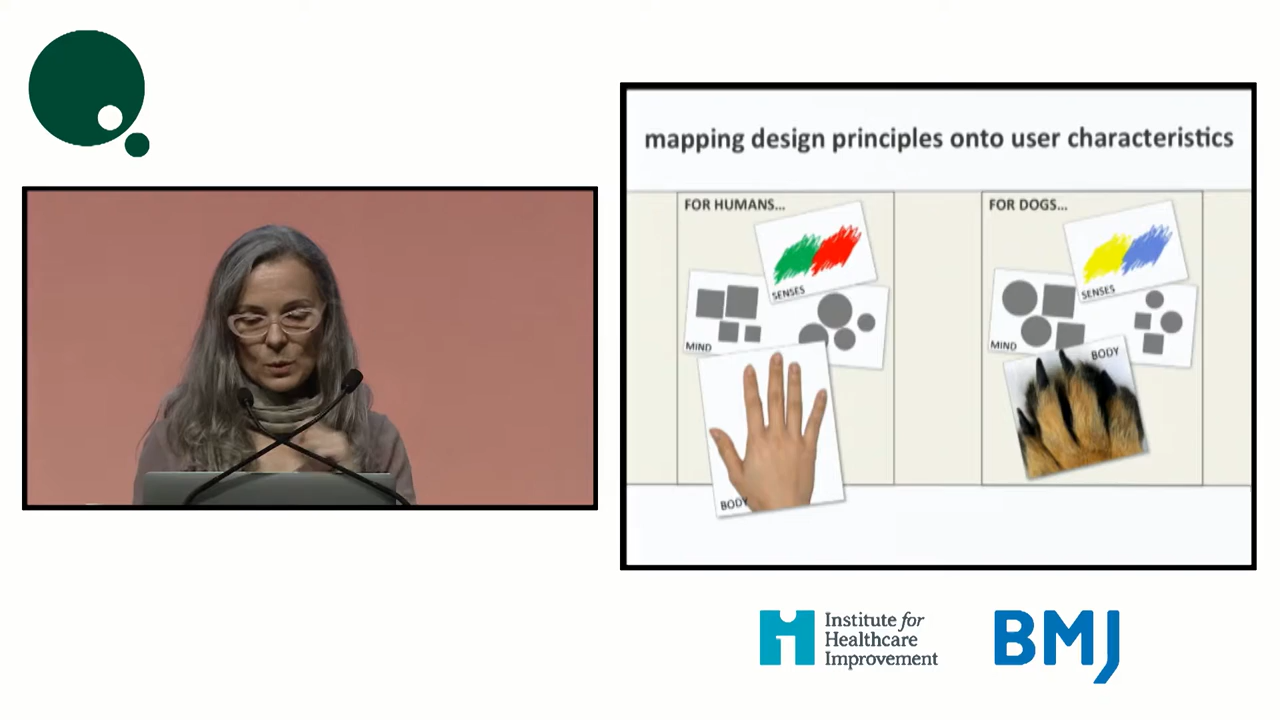 mapping design principles onto user characteristics
FOR HUMANS...
SENSES
MIND
BODY
FOR DOGS...
SENSES
MIND
BODY
Institute for
Healthcare
Improvement
BMJ